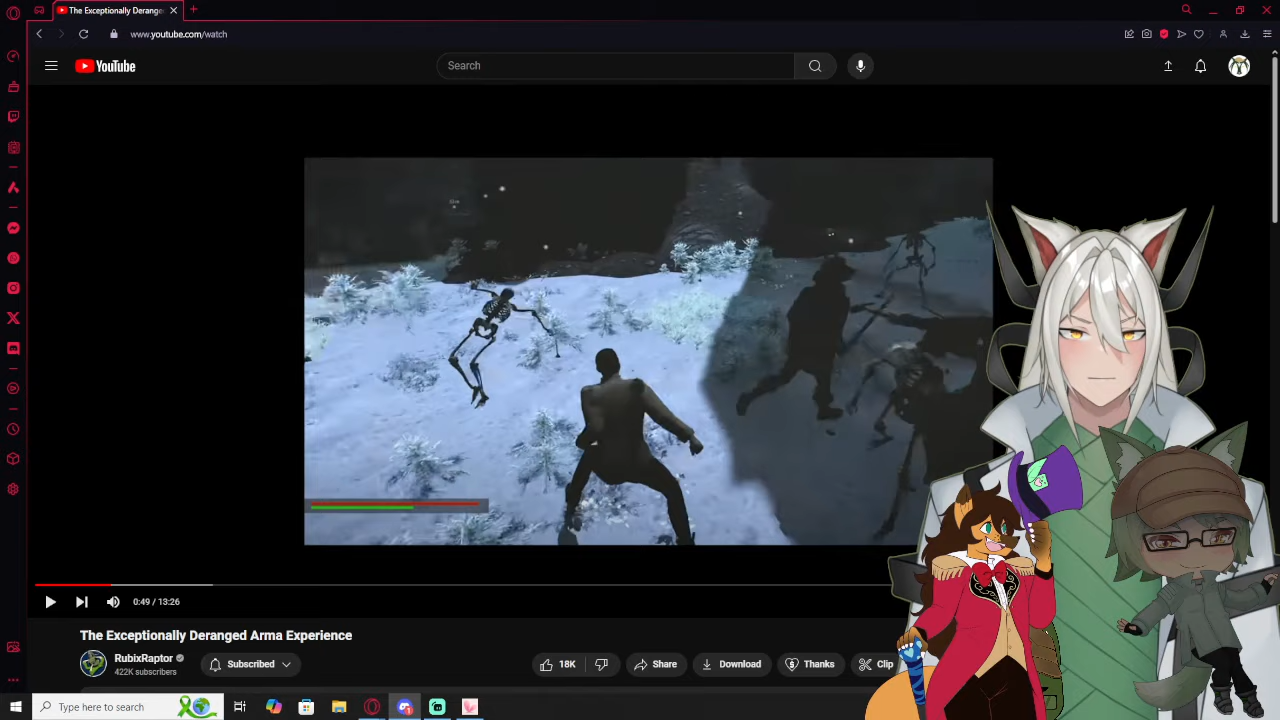 The Exceptionally Derange
www.youtube.com/watch
YouTube
Search
0:49 / 13:26
The Exceptionally Deranged Arma Experience
RubixRaptor
422K subscribers
Subscribed
18K
Share
Download
Thanks
Clip
Type here to search